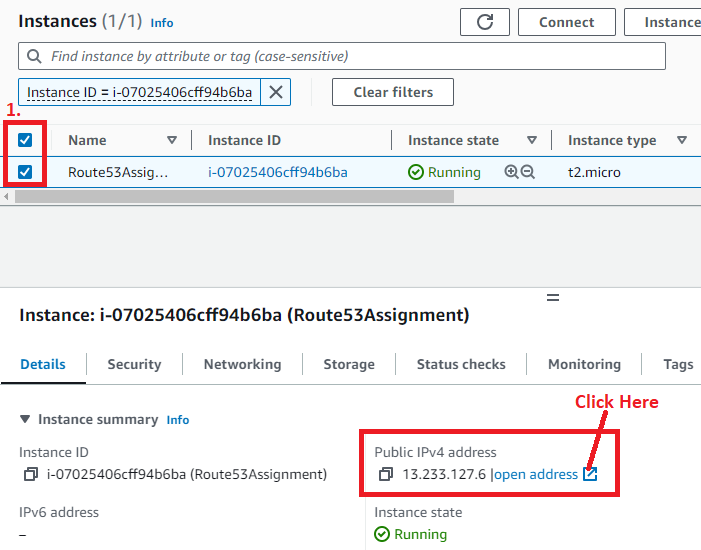 Instances (1/1) Info
Connect
Instance
Find instance by attribute or tag (case-sensitive)
Instance ID = i-07025406cff94b6ba
Clear filters
1.
Name Instance ID Instance state Instance type
Route53Assig... i-07025406cff94b6ba Running t2.micro
Instance: i-07025406cff94b6ba (Route53Assignment)
Details Security Networking Storage Status checks Monitoring Tags
Click Here
Instance summary Info
Instance ID Public IPv4 address
i-07025406cff94b6ba (Route53Assignment) 13.233.127.6 |open address
IPv6 address Instance state
– Running